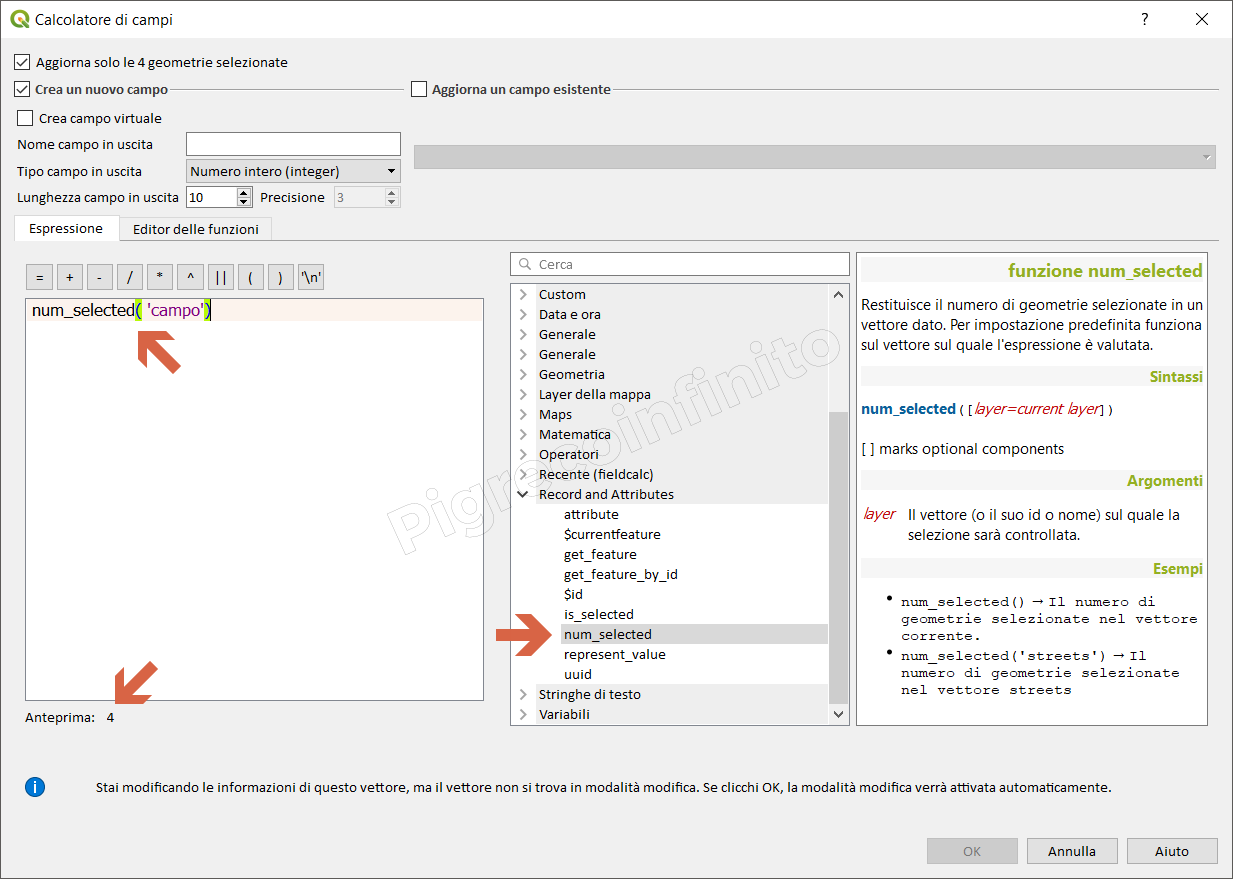 Calcolatore di campi
?
Aggiorna solo le 4 geometrie selezionate
Crea un nuovo campo
Aggiorna un campo esistente
Crea campo virtuale
Nome campo in uscita
Tipo campo in uscita
Numero intero (integer)
Lunghezza campo in uscita
10
Precisione
3
Espressione
Editor delle funzioni
= + - / * ^ || ( ) '\n'
num_selected( 'campo')
Anteprima: 4
Cerca
Custom
Data e ora
Generale
Generale
Geometria
Layer della mappa
Maps
Matematica
Operatori
Recente (fieldcalc)
Record and Attributes
attribute
$currentfeature
get_feature
get_feature_by_id
$id
is_selected
num_selected
represent_value
uuid
Stringhe di testo
Variabili
funzione num_selected
Restituisce il numero di geometrie selezionate in un
vettore dato. Per impostazione predefinita funziona
sul vettore sul quale l'espressione è valutata.
Sintassi
num_selected([layer=current layer])
[ ] marks optional components
Argomenti
layer Il vettore (o il suo id o nome) sul quale la
selezione sarà controllata.
Esempi
• num_selected() → Il numero di
geometrie selezionate nel vettore
corrente.
• num_selected('streets') → Il
numero di geometrie selezionate
nel vettore streets
Pigrecoinfinito
Stai modificando le informazioni di questo vettore, ma il vettore non si trova in modalità modifica. Se clicchi OK, la modalità modifica verrà attivata automaticamente.
OK
Annulla
Aiuto